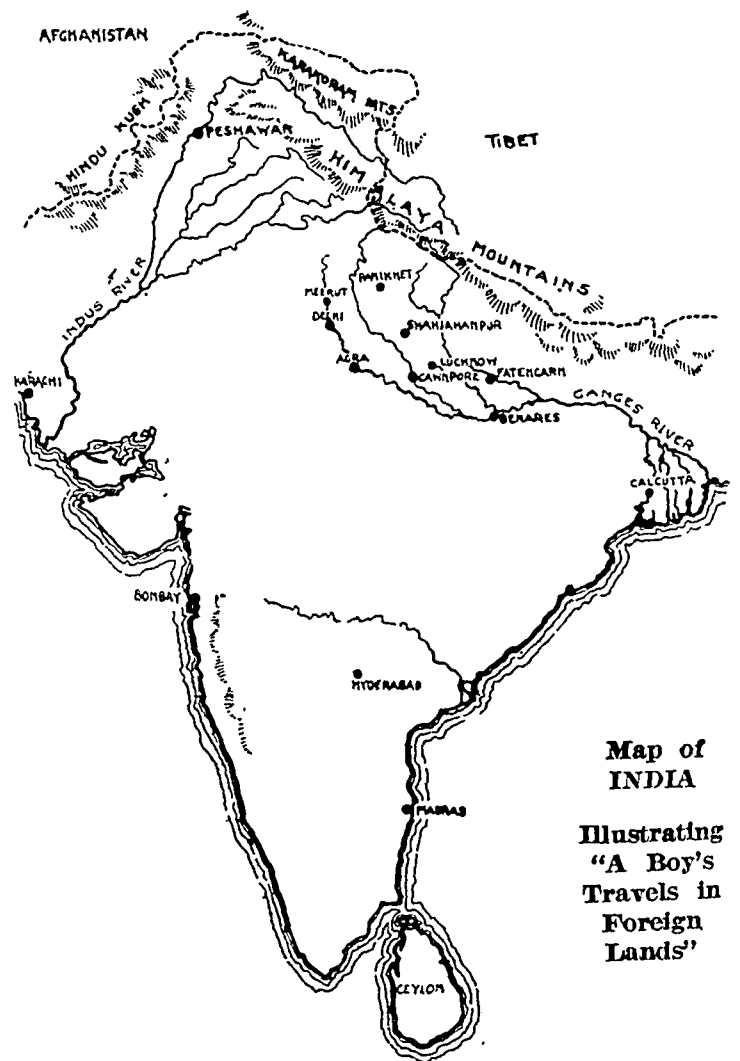 AFGHANISTAN
KARAKORAM MTS.
HINDU KUSH
PESHAWAR
TIBET
HIMALAYA MOUNTAINS
INDUS RIVER
RANIKHET
MEERUT
DELHI
SHAHJAHANPUR
AGRA
LUCKNOW
CAWNPORE
FATEHGARH
KARACHI
GANGES RIVER
BENARES
CALCUTTA
BOMBAY
HYDERABAD
MADRAS
CEYLON
Map of
INDIA
Illustrating
“A Boy's
Travels in
Foreign
Lands”